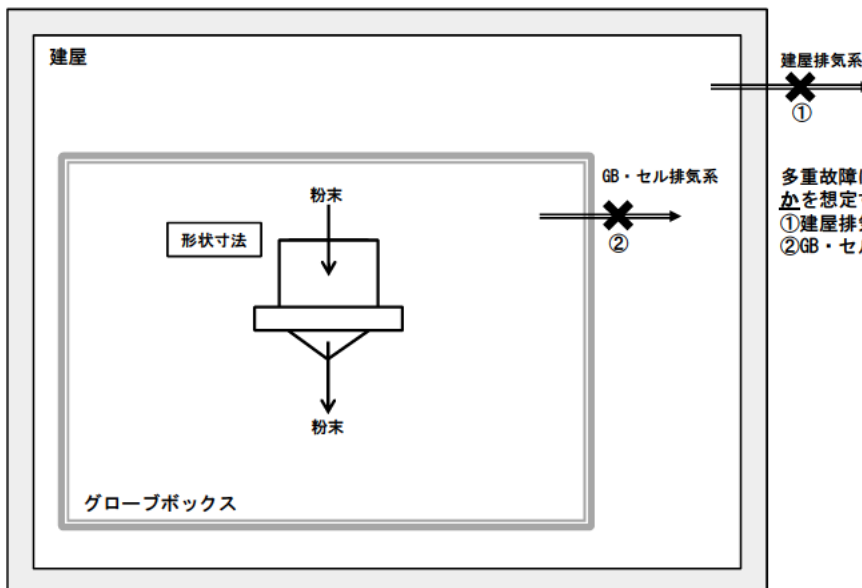 建屋
建屋排気系
①
GB・セル排気系
②
粉末
形状寸法
粉末
グローブボックス
多重故障
かを想定
①建屋排気
②GB・セル